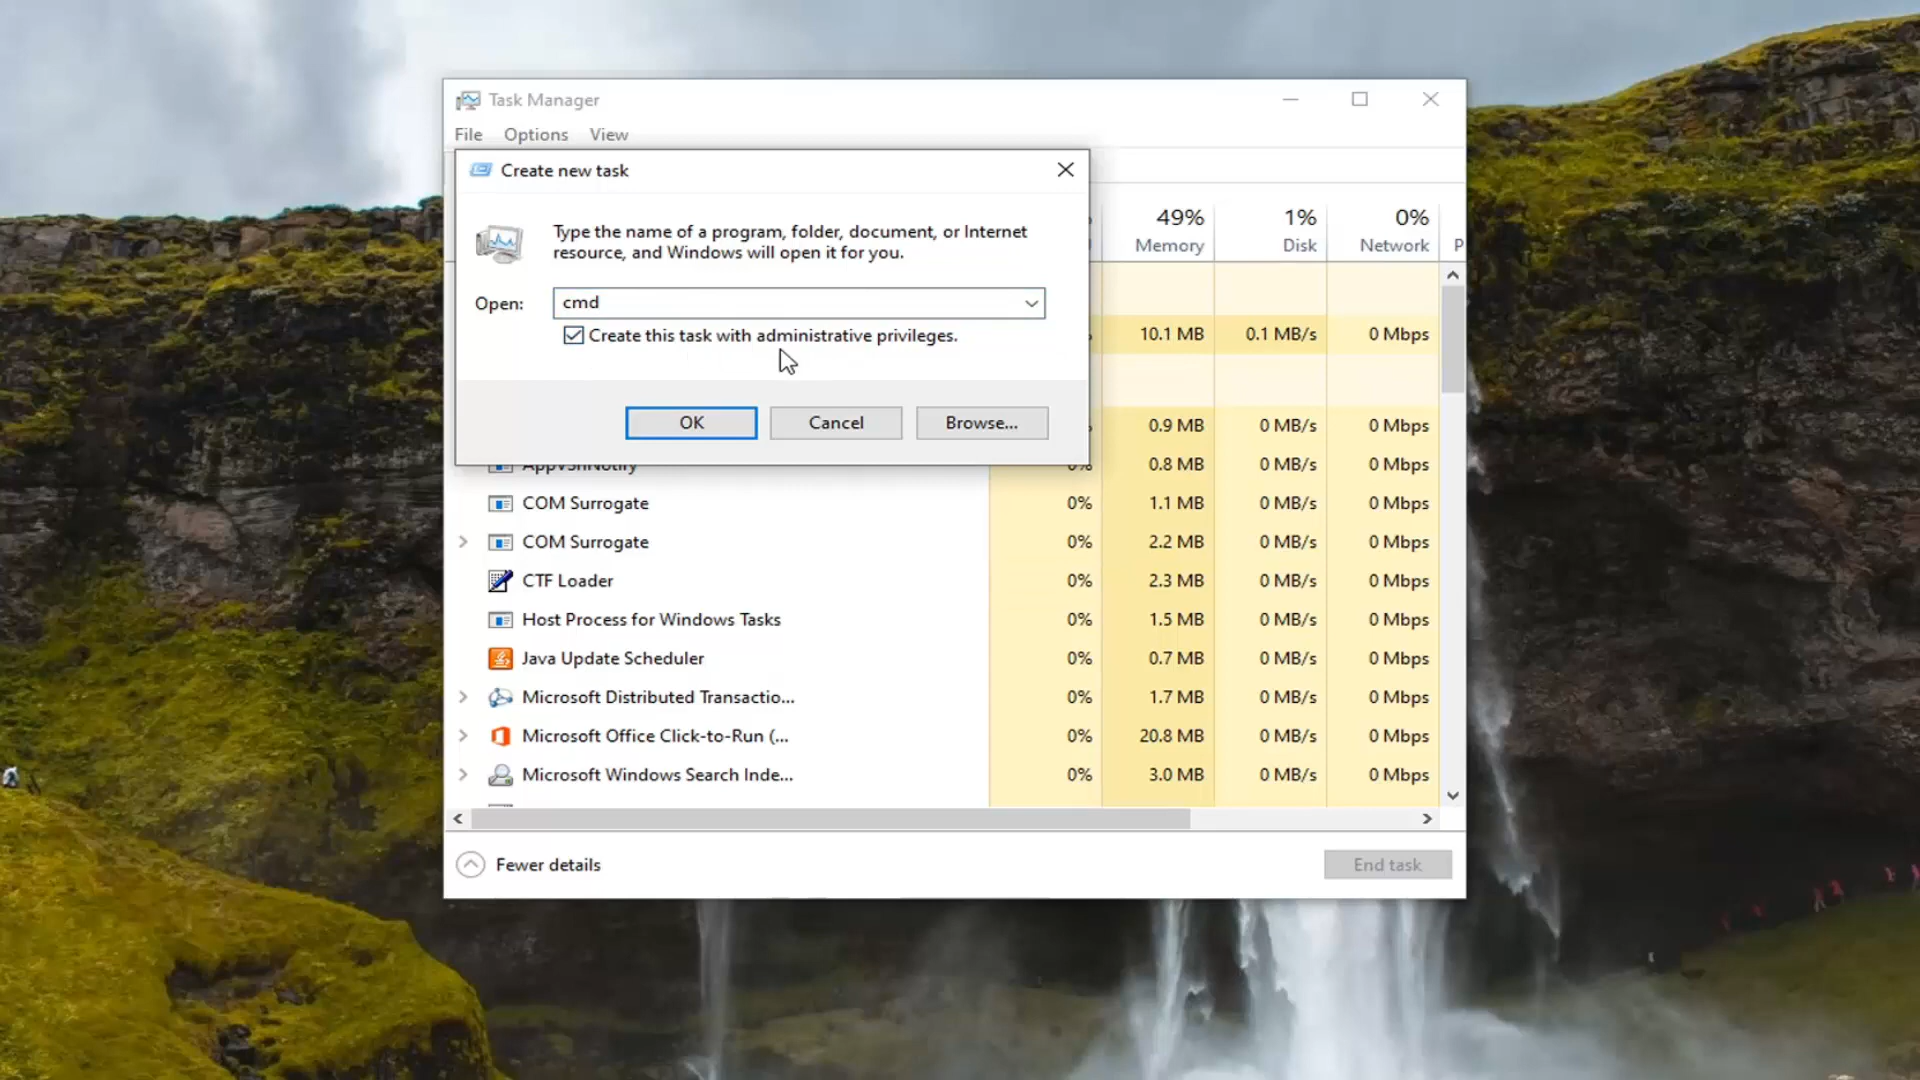 Task Manager
File Options View
Create new task
Type the name of a program, folder, document, or Internet
resource, and Windows will open it for you.
Open: cmd
Create this task with administrative privileges.
OK Cancel Browse...
49% 1% 0%
Memory Disk Network P
10.1 MB 0.1 MB/s 0 Mbps
0.9 MB 0 MB/s 0 Mbps
0% 0.8 MB 0 MB/s 0 Mbps
COM Surrogate 0% 1.1 MB 0 MB/s 0 Mbps
COM Surrogate 0% 2.2 MB 0 MB/s 0 Mbps
CTF Loader 0% 2.3 MB 0 MB/s 0 Mbps
Host Process for Windows Tasks 0% 1.5 MB 0 MB/s 0 Mbps
Java Update Scheduler 0% 0.7 MB 0 MB/s 0 Mbps
Microsoft Distributed Transactio... 0% 1.7 MB 0 MB/s 0 Mbps
Microsoft Office Click-to-Run (... 0% 20.8 MB 0 MB/s 0 Mbps
Microsoft Windows Search Inde... 0% 3.0 MB 0 MB/s 0 Mbps
Fewer details End task